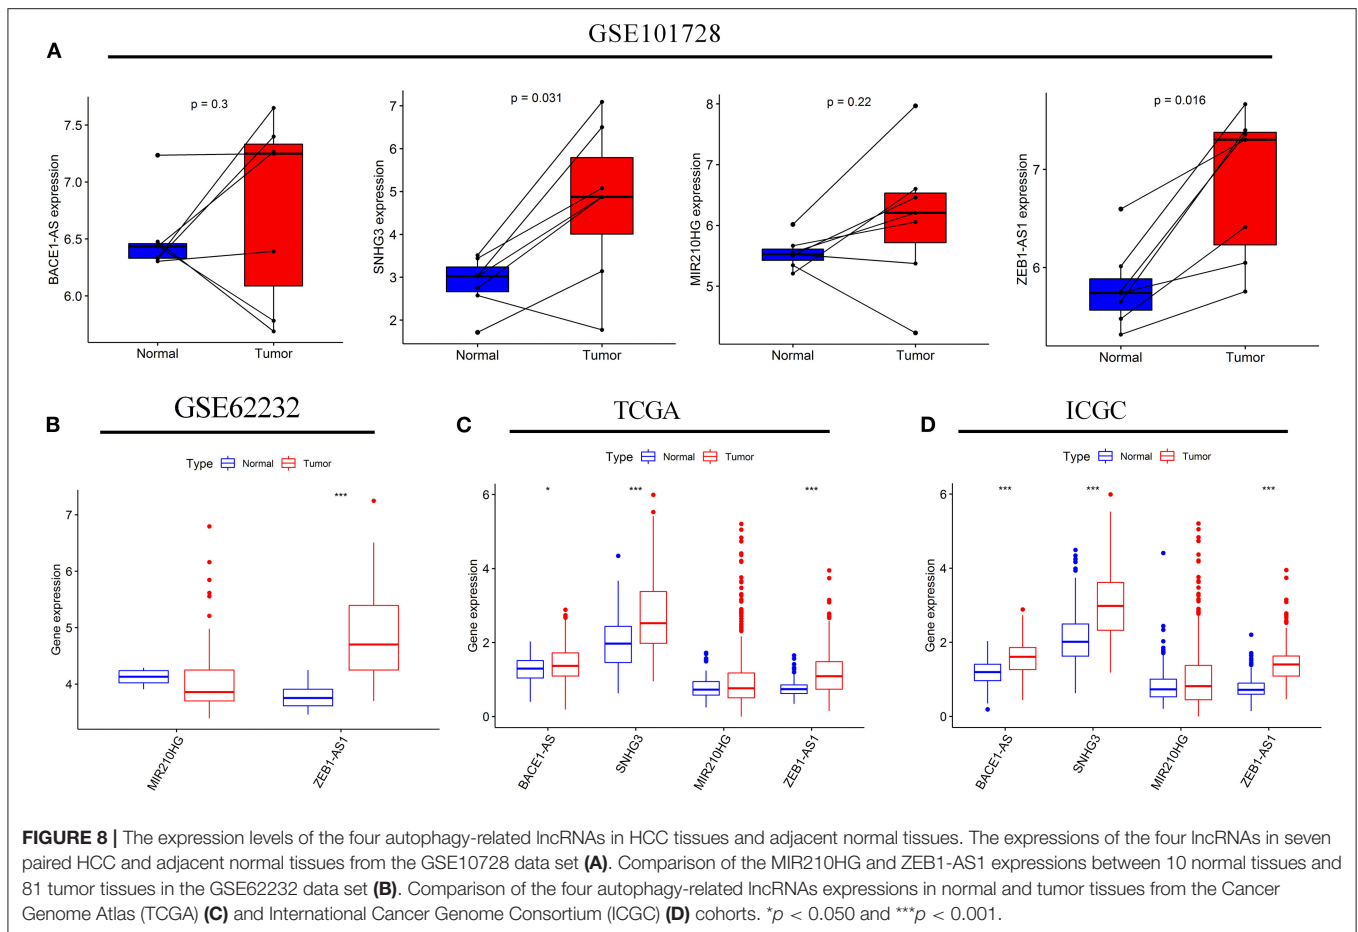 GSE101728
A
p = 0.3
7.5
7.0
6.5
6.0
BACE1-AS expression
Normal
Tumor
p = 0.031
7
6
5
4
3
2
SNHG3 expression
Normal
Tumor
p = 0.22
8
7
6
5
MIR210HG expression
Normal
Tumor
p = 0.016
7
6
ZEB1-AS1 expression
Normal
Tumor
B
GSE62232
Type Normal Tumor
***
7
6
5
4
Gene expression
MIR210HG
ZEB1-AS1
C
TCGA
Type Normal Tumor
* *** ***
6
4
2
0
Gene expression
BACE1-AS
SNHG3
MIR210HG
ZEB1-AS1
D
ICGC
Type Normal Tumor
*** *** ***
6
4
2
0
Gene expression
BACE1-AS
SNHG3
MIR210HG
ZEB1-AS1
FIGURE 8 | The expression levels of the four autophagy-related lncRNAs in HCC tissues and adjacent normal tissues. The expressions of the four lncRNAs in seven
paired HCC and adjacent normal tissues from the GSE10728 data set (A). Comparison of the MIR210HG and ZEB1-AS1 expressions between 10 normal tissues and
81 tumor tissues in the GSE62232 data set (B). Comparison of the four autophagy-related lncRNAs expressions in normal and tumor tissues from the Cancer
Genome Atlas (TCGA) (C) and International Cancer Genome Consortium (ICGC) (D) cohorts. *p < 0.050 and ***p < 0.001.